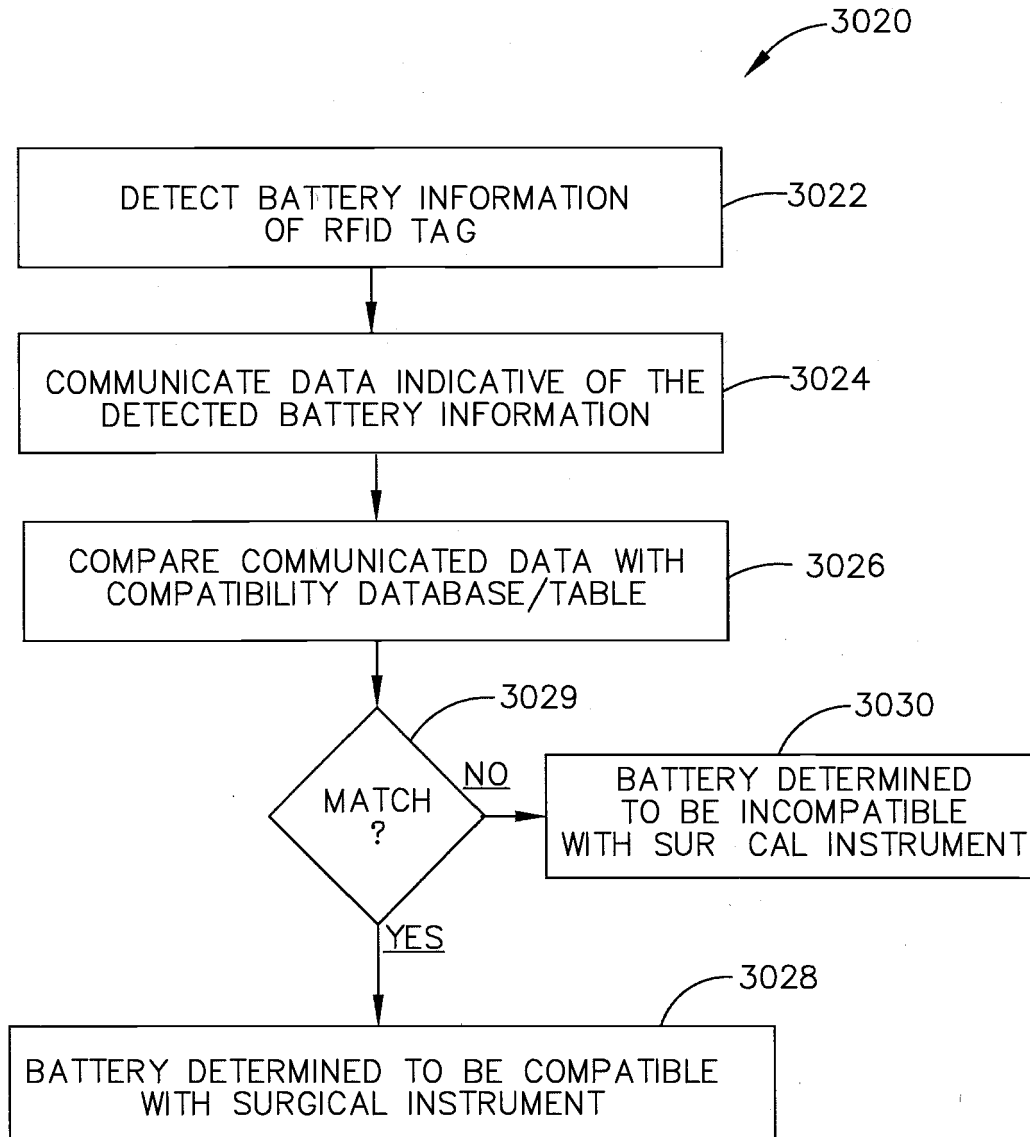 3020
DETECT BATTERY INFORMATION
OF RFID TAG
3022
COMMUNICATE DATA INDICATIVE OF THE
DETECTED BATTERY INFORMATION
3024
COMPARE COMMUNICATED DATA WITH
COMPATIBILITY DATABASE/TABLE
3026
3029
MATCH
?
NO
3030
BATTERY DETERMINED
TO BE INCOMPATIBLE
WITH SUR CAL INSTRUMENT
YES
3028
BATTERY DETERMINED TO BE COMPATIBLE
WITH SURGICAL INSTRUMENT